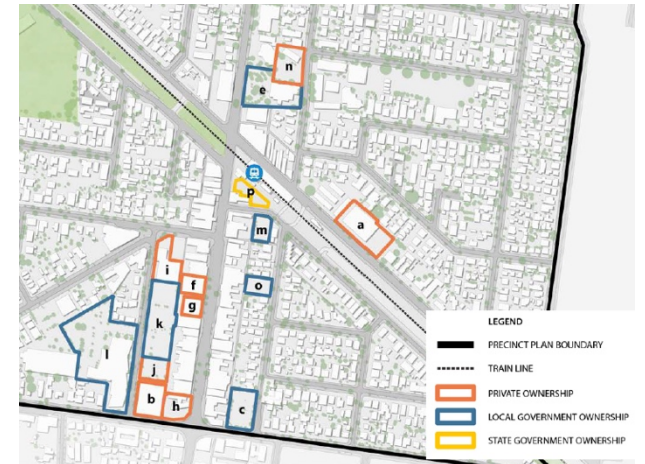 n
e
p
a
m
i
f
o
g
k
l
j
b
h
c
LEGEND
PRECINCT PLAN BOUNDARY
TRAIN LINE
PRIVATE OWNERSHIP
LOCAL GOVERNMENT OWNERSHIP
STATE GOVERNMENT OWNERSHIP